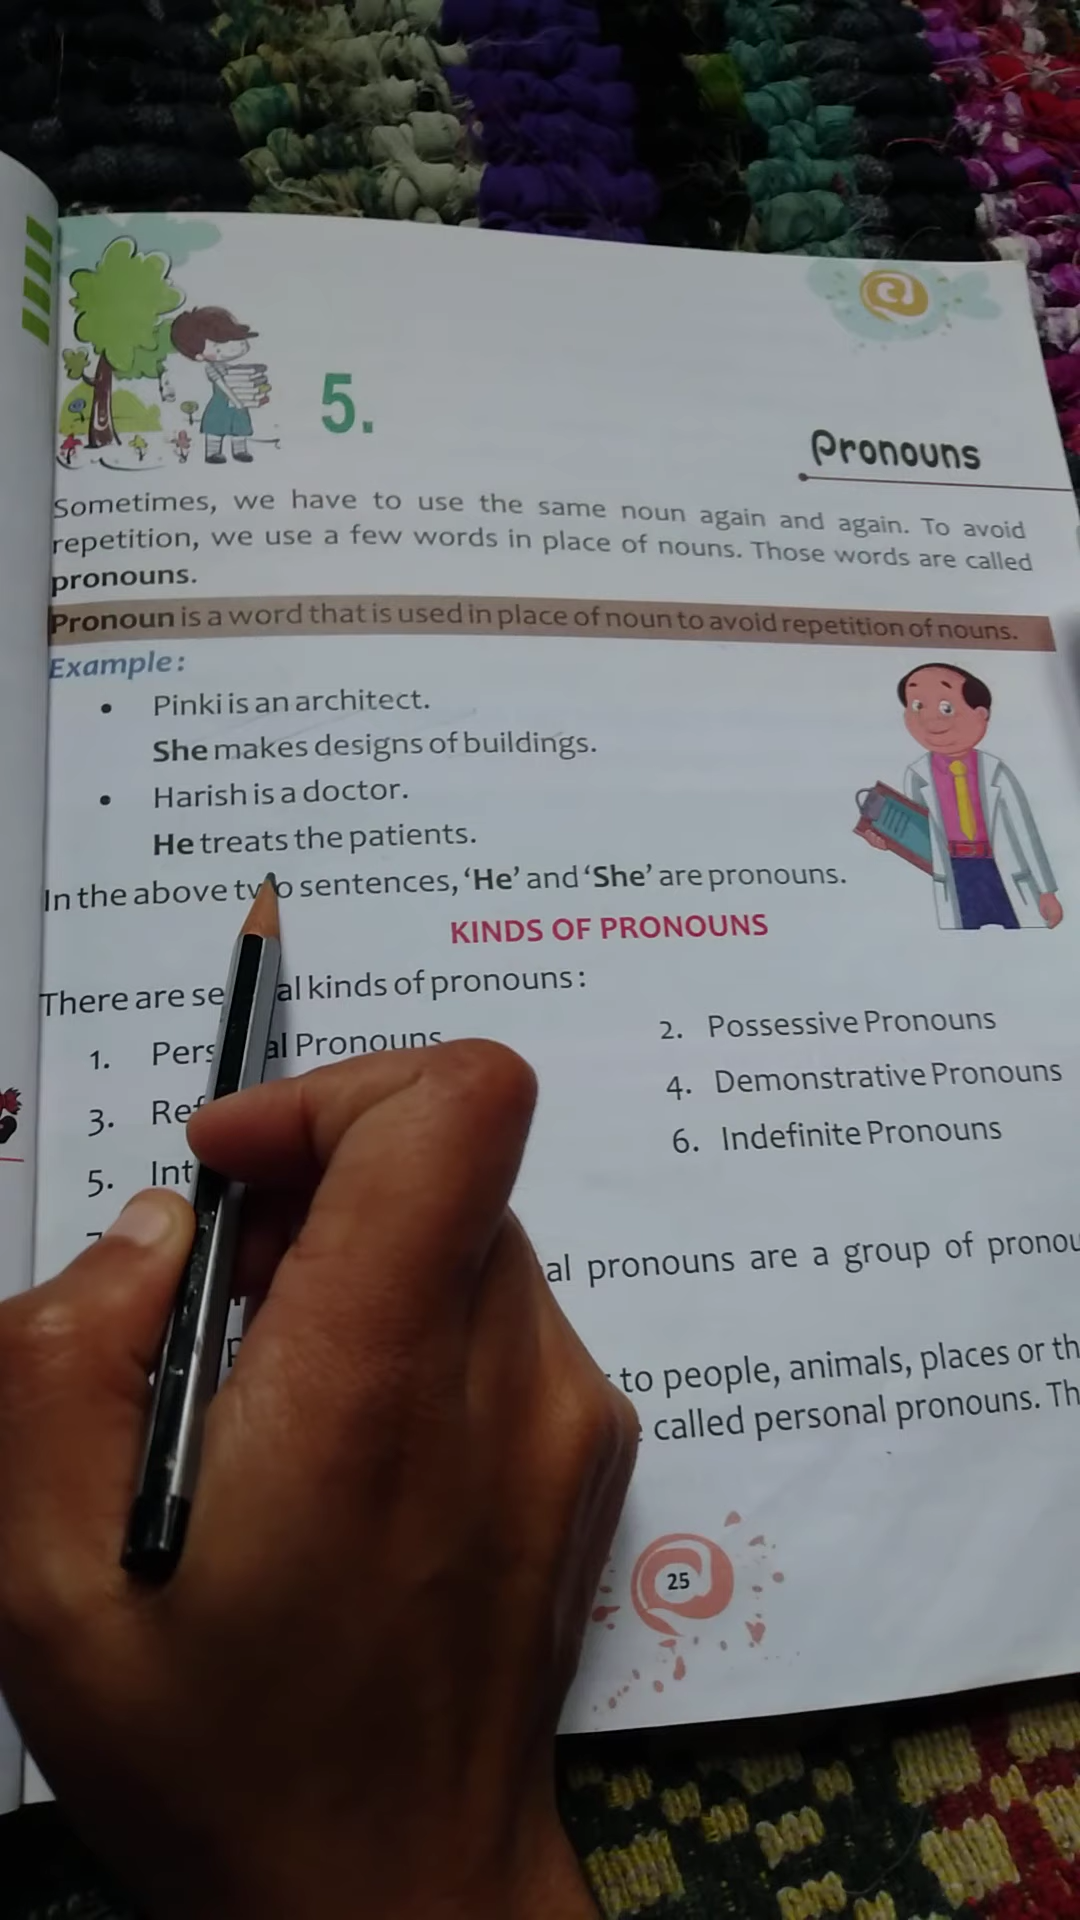 5.
Pronouns
Sometimes, we have to use the same noun again and again. To avoid
repetition, we use a few words in place of nouns. Those words are called
pronouns.
Pronoun is a word that is used in place of noun to avoid repetition of nouns.
Example:
• Pinki is an architect.
She makes designs of buildings.
• Harish is a doctor.
He treats the patients.
In the above two sentences, ‘He’ and ‘She’ are pronouns.
KINDS OF PRONOUNS
There are se al kinds of pronouns:
1. Pers al Pronouns
2. Possessive Pronouns
3. Ref
4. Demonstrative Pronouns
5. Int
6. Indefinite Pronouns
al pronouns are a group of pronou
to people, animals, places or th
called personal pronouns. Th
25